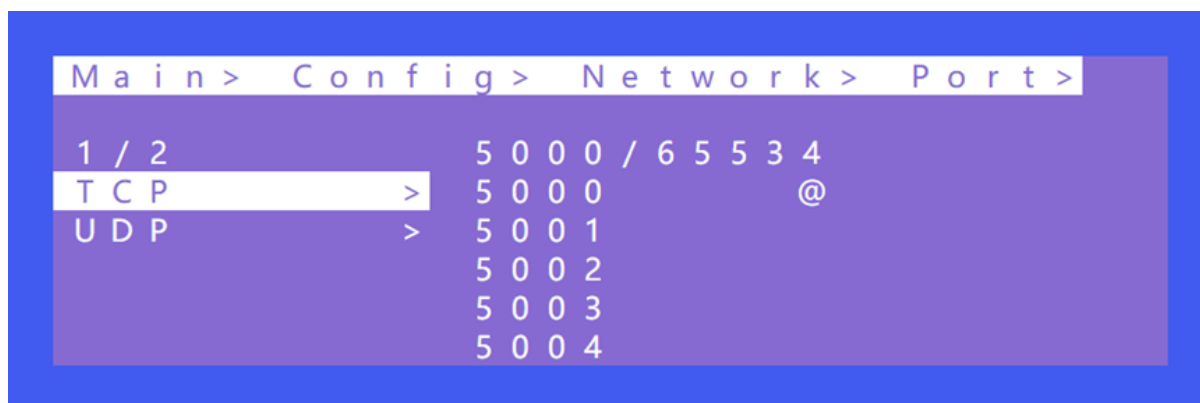 Main> Config> Network> Port>
1/2 5000/65534
TCP > 5000 @
UDP > 5001
5002
5003
5004